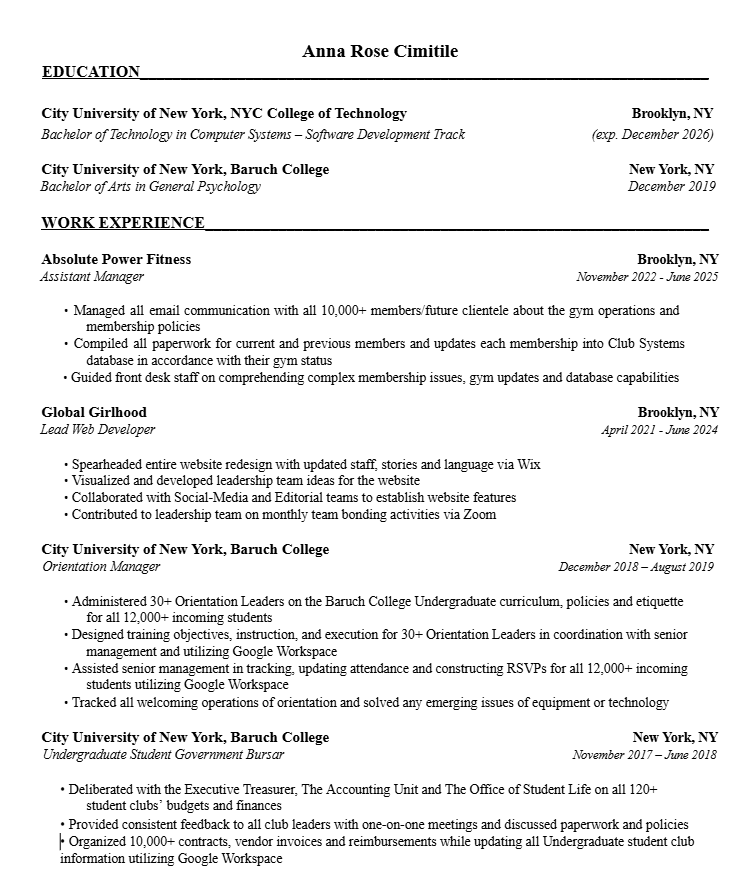 Anna Rose Cimitile
EDUCATION
City University of New York, NYC College of Technology Brooklyn, NY
Bachelor of Technology in Computer Systems – Software Development Track (exp. December 2026)
City University of New York, Baruch College New York, NY
Bachelor of Arts in General Psychology December 2019
WORK EXPERIENCE
Absolute Power Fitness Brooklyn, NY
Assistant Manager November 2022 - June 2025
• Managed all email communication with all 10,000+ members/future clientele about the gym operations and
membership policies
• Compiled all paperwork for current and previous members and updates each membership into Club Systems
database in accordance with their gym status
• Guided front desk staff on comprehending complex membership issues, gym updates and database capabilities
Global Girlhood Brooklyn, NY
Lead Web Developer April 2021 - June 2024
• Spearheaded entire website redesign with updated staff, stories and language via Wix
• Visualized and developed leadership team ideas for the website
• Collaborated with Social-Media and Editorial teams to establish website features
• Contributed to leadership team on monthly team bonding activities via Zoom
City University of New York, Baruch College New York, NY
Orientation Manager December 2018 – August 2019
• Administered 30+ Orientation Leaders on the Baruch College Undergraduate curriculum, policies and etiquette
for all 12,000+ incoming students
• Designed training objectives, instruction, and execution for 30+ Orientation Leaders in coordination with senior
management and utilizing Google Workspace
• Assisted senior management in tracking, updating attendance and constructing RSVPs for all 12,000+ incoming
students utilizing Google Workspace
• Tracked all welcoming operations of orientation and solved any emerging issues of equipment or technology
City University of New York, Baruch College New York, NY
Undergraduate Student Government Bursar November 2017 – June 2018
• Deliberated with the Executive Treasurer, The Accounting Unit and The Office of Student Life on all 120+
student clubs’ budgets and finances
• Provided consistent feedback to all club leaders with one-on-one meetings and discussed paperwork and policies
• Organized 10,000+ contracts, vendor invoices and reimbursements while updating all Undergraduate student club
information utilizing Google Workspace